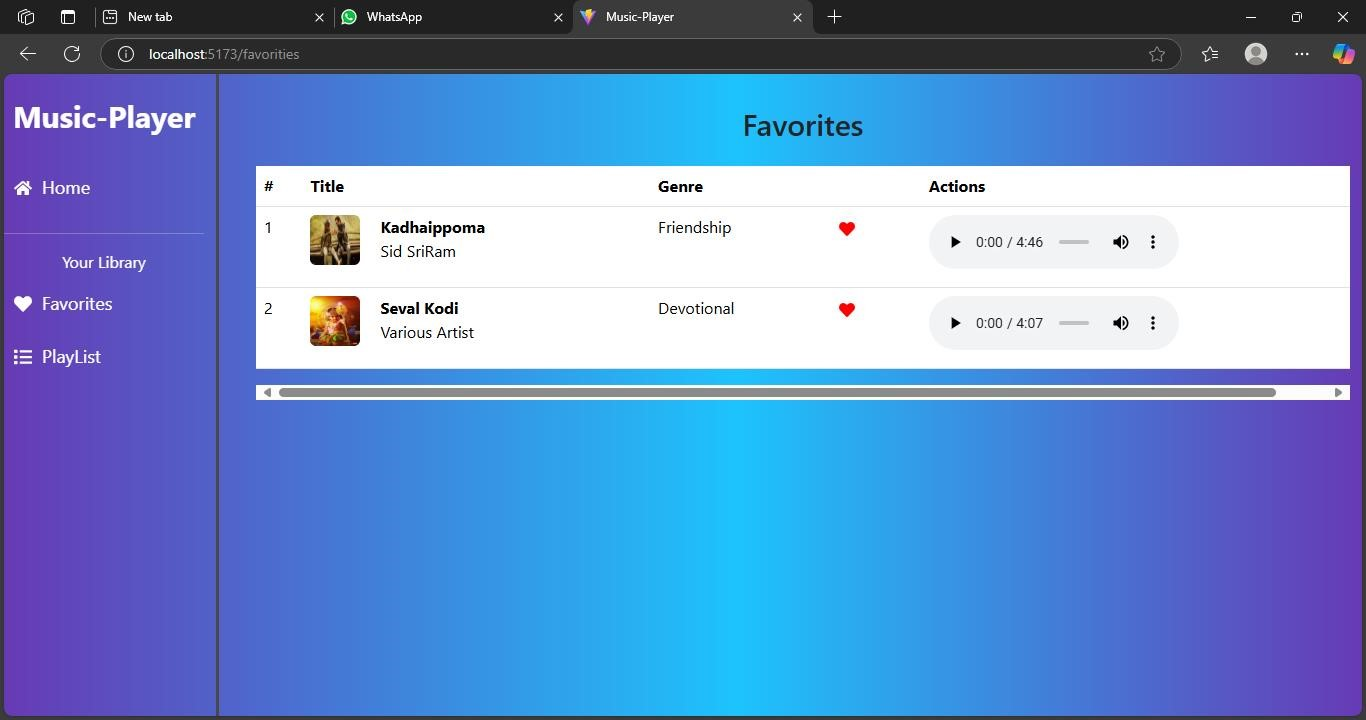 New tab
WhatsApp
Music-Player
localhost:5173/favorites
Music-Player
Home
Your Library
Favorites
PlayList
Favorites
# Title Genre Actions
1 Kadhaippoma Friendship 0:00 / 4:46
Sid SriRam
2 Seval Kodi Devotional 0:00 / 4:07
Various Artist